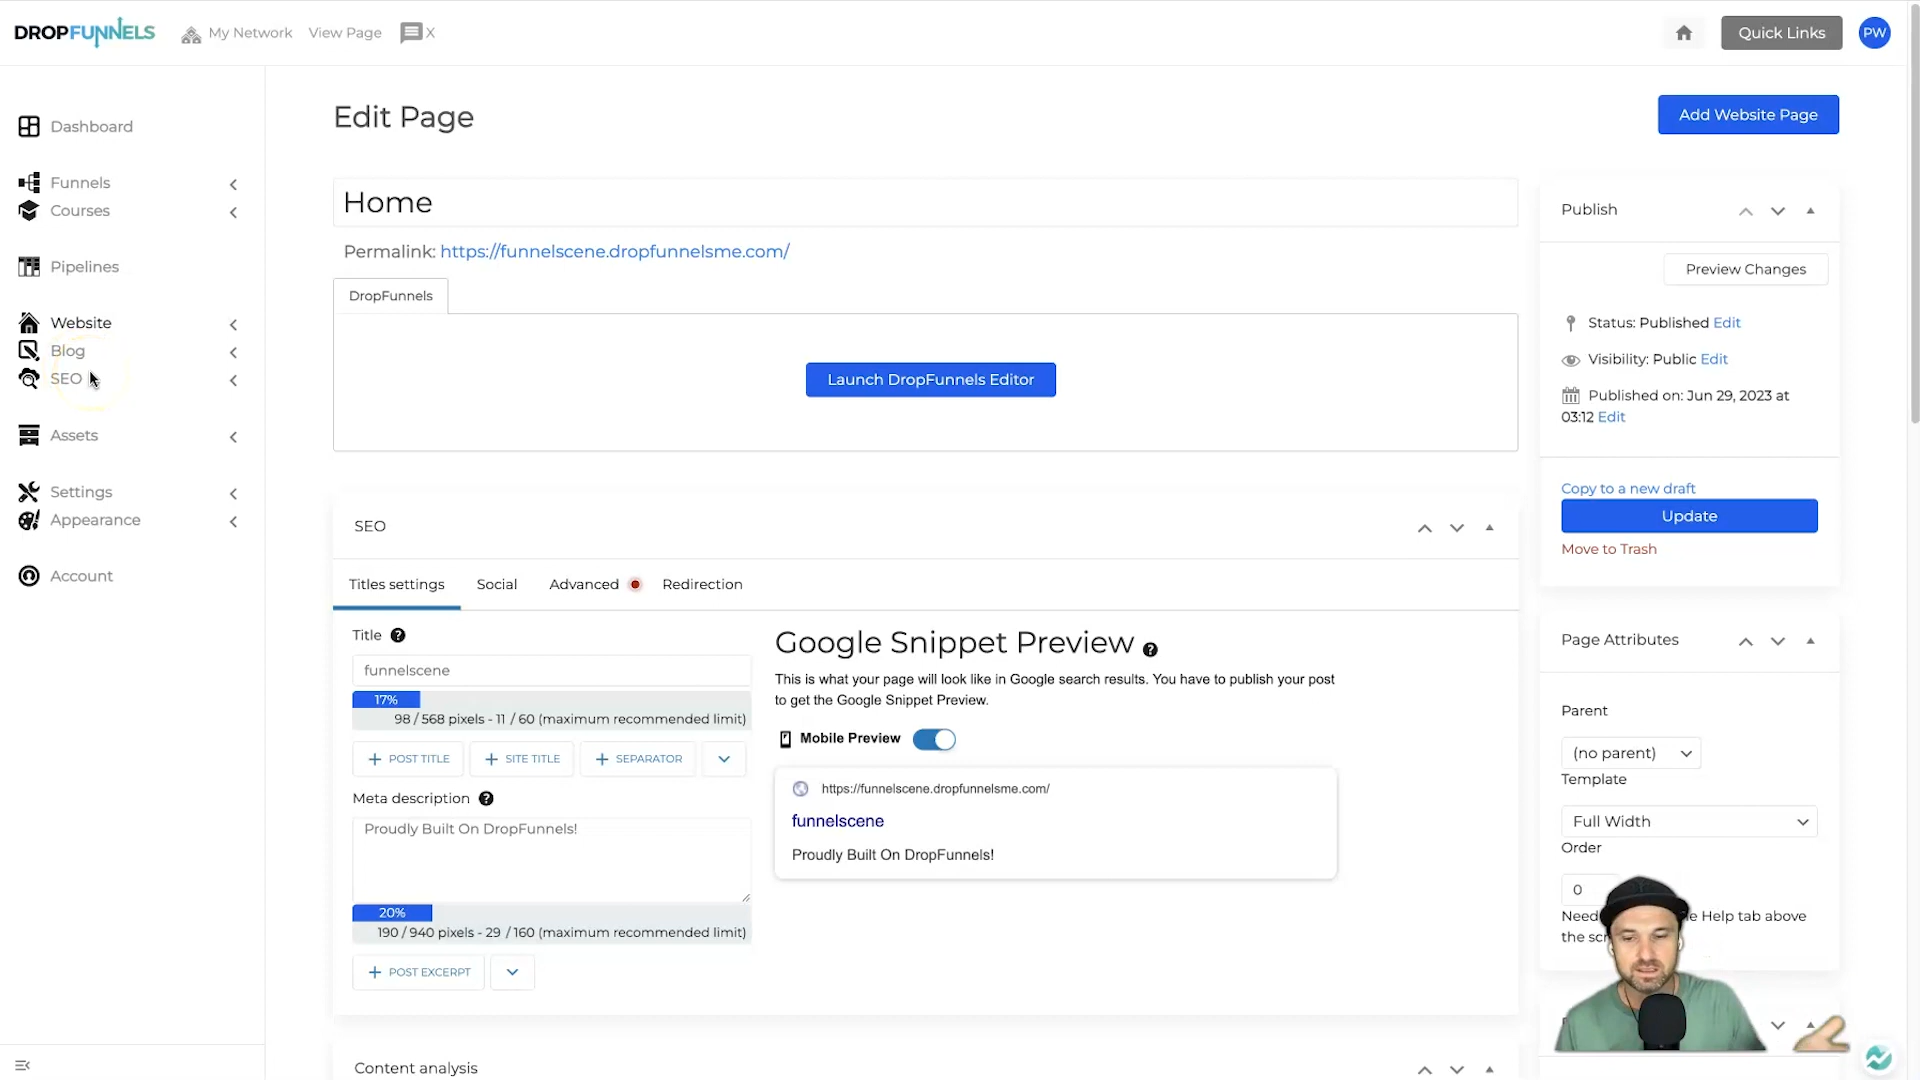 DROPFUNNELS
My Network
View Page
X
Quick Links
PW
Dashboard
Funnels
Courses
Pipelines
Website
Blog
SEO
Assets
Settings
Appearance
Account
Edit Page
Add Website Page
Home
Permalink: https://funnelscene.dropfunnelsme.com/
DropFunnels
Launch DropFunnels Editor
SEO
Titles settings
Social
Advanced
Redirection
Title ?
funnelscene
17%
98 / 568 pixels - 11 / 60 (maximum recommended limit)
+ POST TITLE
+ SITE TITLE
+ SEPARATOR
Meta description ?
Proudly Built On DropFunnels!
20%
190 / 940 pixels - 29 / 160 (maximum recommended limit)
+ POST EXCERPT
Google Snippet Preview ?
This is what your page will look like in Google search results. You have to publish your post
to get the Google Snippet Preview.
Mobile Preview
https://funnelscene.dropfunnelsme.com/
funnelscene
Proudly Built On DropFunnels!
Content analysis
Publish
Preview Changes
Status: Published Edit
Visibility: Public Edit
Published on: Jun 29, 2023 at
03:12 Edit
Copy to a new draft
Update
Move to Trash
Page Attributes
Parent
(no parent)
Template
Full Width
Order
0
Need Help tab above
the